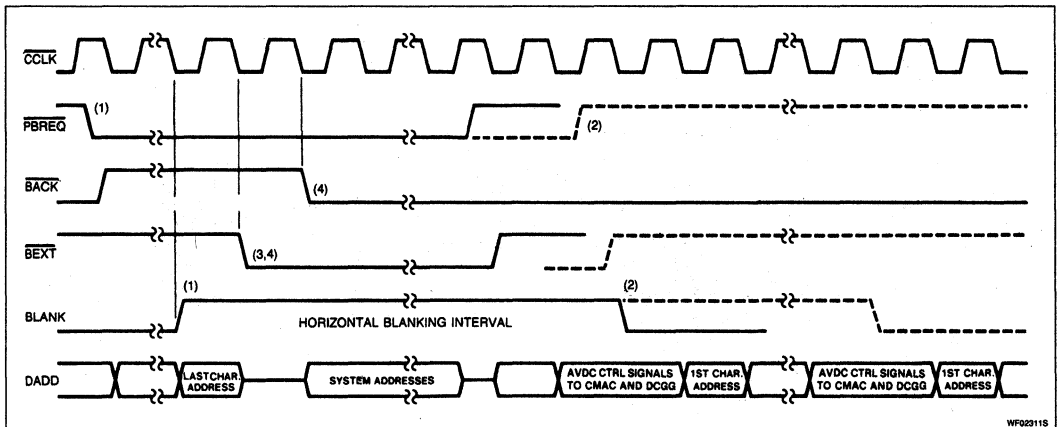 CCLK
PBREQ
(1)
(2)
BACK
(4)
BEXT
(3,4)
BLANK
(1)
HORIZONTAL BLANKING INTERVAL
(2)
DADD
LAST CHAR.
ADDRESS
SYSTEM ADDRESSES
AVDC CTRL SIGNALS
TO CMAC AND DCGG
1ST CHAR.
ADDRESS
AVDC CTRL SIGNALS
TO CMAC AND DCGG
1ST CHAR.
ADDRESS
WF02311S